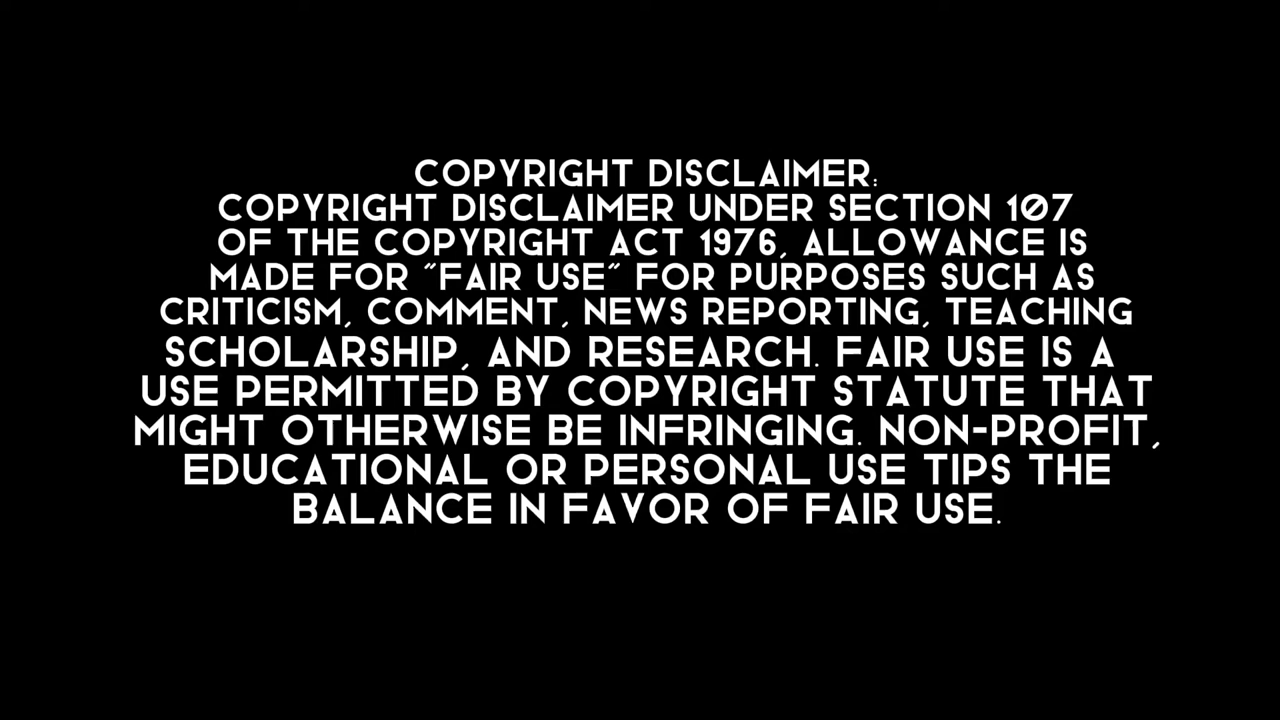 COPYRIGHT DISCLAIMER:
COPYRIGHT DISCLAIMER UNDER SECTION 107
OF THE COPYRIGHT ACT 1976, ALLOWANCE IS
MADE FOR "FAIR USE" FOR PURPOSES SUCH AS
CRITICISM, COMMENT, NEWS REPORTING, TEACHING
SCHOLARSHIP, AND RESEARCH. FAIR USE IS A
USE PERMITTED BY COPYRIGHT STATUTE THAT
MIGHT OTHERWISE BE INFRINGING. NON-PROFIT,
EDUCATIONAL OR PERSONAL USE TIPS THE
BALANCE IN FAVOR OF FAIR USE.